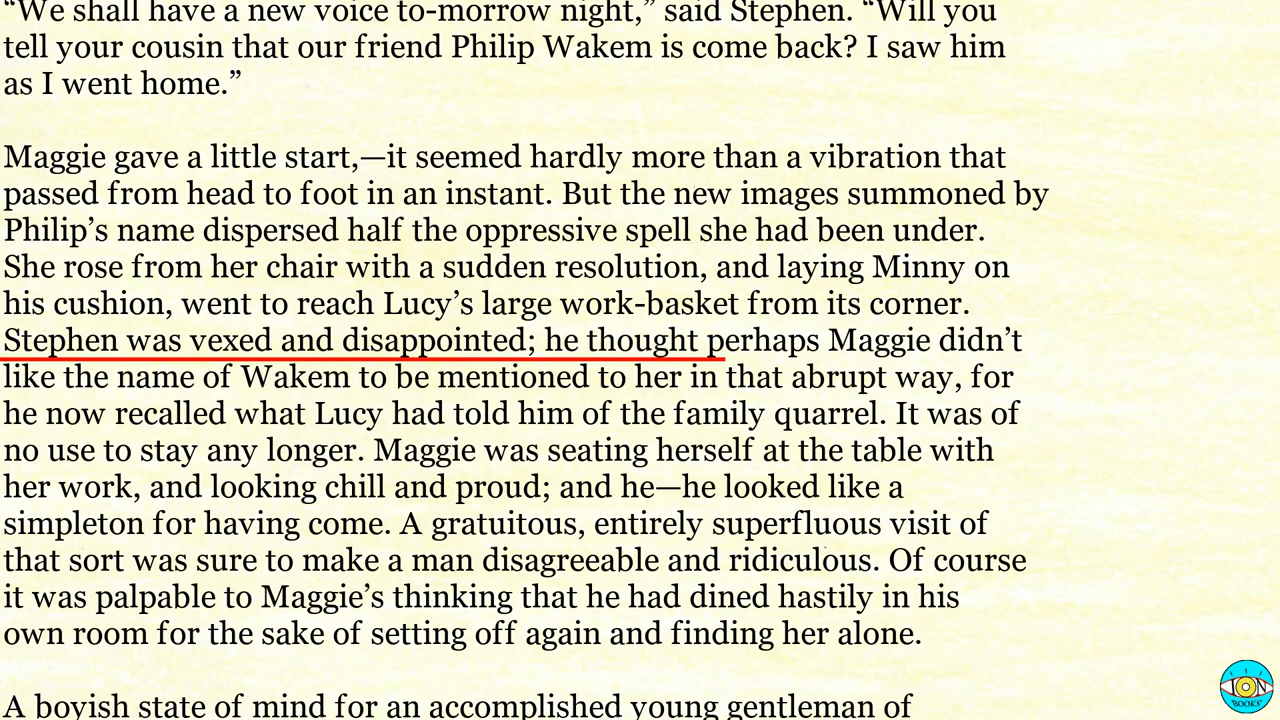 “We shall have a new voice to-morrow night,” said Stephen. “Will you
tell your cousin that our friend Philip Wakem is come back? I saw him
as I went home.”
Maggie gave a little start,—it seemed hardly more than a vibration that
passed from head to foot in an instant. But the new images summoned by
Philip’s name dispersed half the oppressive spell she had been under.
She rose from her chair with a sudden resolution, and laying Minny on
his cushion, went to reach Lucy’s large work-basket from its corner.
Stephen was vexed and disappointed; he thought perhaps Maggie didn’t
like the name of Wakem to be mentioned to her in that abrupt way, for
he now recalled what Lucy had told him of the family quarrel. It was of
no use to stay any longer. Maggie was seating herself at the table with
her work, and looking chill and proud; and he—he looked like a
simpleton for having come. A gratuitous, entirely superfluous visit of
that sort was sure to make a man disagreeable and ridiculous. Of course
it was palpable to Maggie’s thinking that he had dined hastily in his
own room for the sake of setting off again and finding her alone.
A boyish state of mind for an accomplished young gentleman of
ION
BOOKS